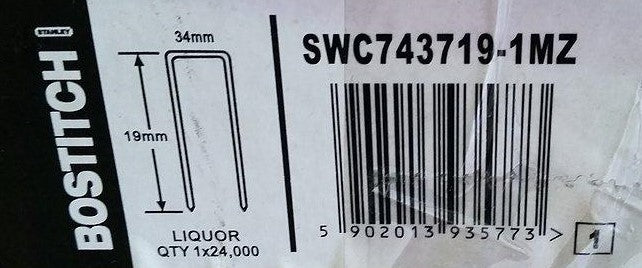 STANLEY
BOSTITCH
34mm
19mm
LIQUOR
QTY 1x24,000
SWC743719-1MZ
5 902013 935773 >
1